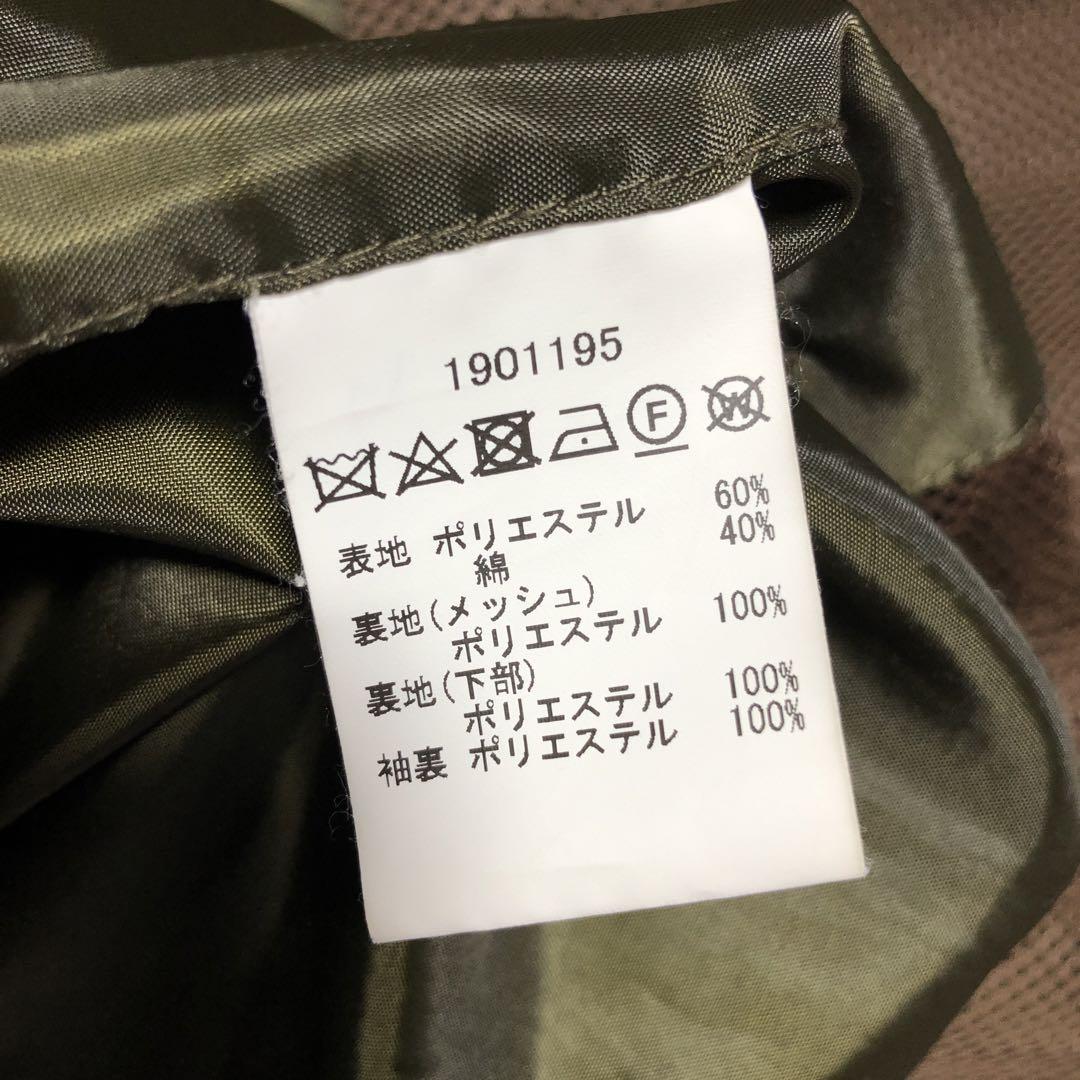 1901195
F W
表地 ポリエステル 60%
綿 40%
裏地(メッシュ)
ポリエステル 100%
裏地(下部)
ポリエステル 100%
袖裏 ポリエステル 100%